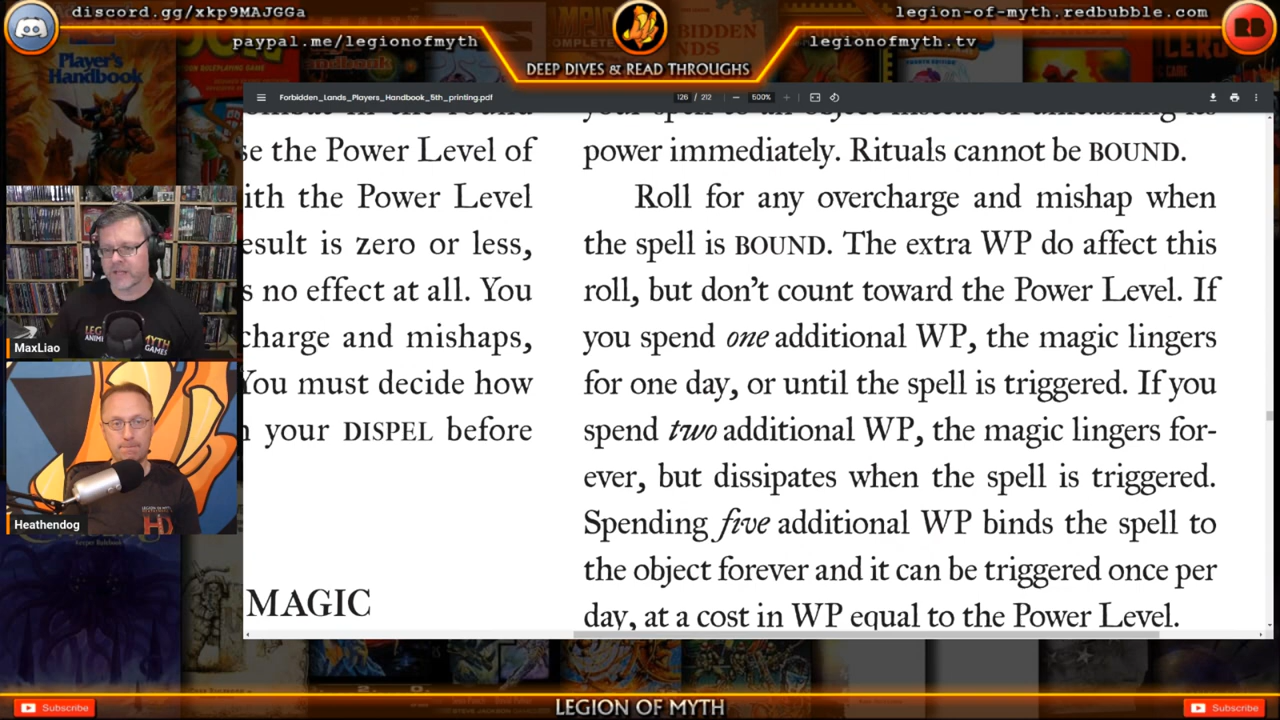 discord.gg/xkp9MAJGGa
legion-of-myth.redbubble.com
paypal.me/legionofmyth
legionofmyth.tv
DEEP DIVES & READ THROUGHS
Player's
Handbook
Forbidden_Lands_Players_Handbook_5th_printing.pdf
126 / 212
500%
se the Power Level of
ith the Power Level
esult is zero or less,
s no effect at all. You
charge and mishaps,
You must decide how
n your DISPEL before
MAGIC
power immediately. Rituals cannot be BOUND.
Roll for any overcharge and mishap when
the spell is BOUND. The extra WP do affect this
roll, but don't count toward the Power Level. If
you spend one additional WP, the magic lingers
for one day, or until the spell is triggered. If you
spend two additional WP, the magic lingers for-
ever, but dissipates when the spell is triggered.
Spending five additional WP binds the spell to
the object forever and it can be triggered once per
day, at a cost in WP equal to the Power Level.
MaxLiao
Heathendog
HD
Subscribe
LEGION OF MYTH
Subscribe